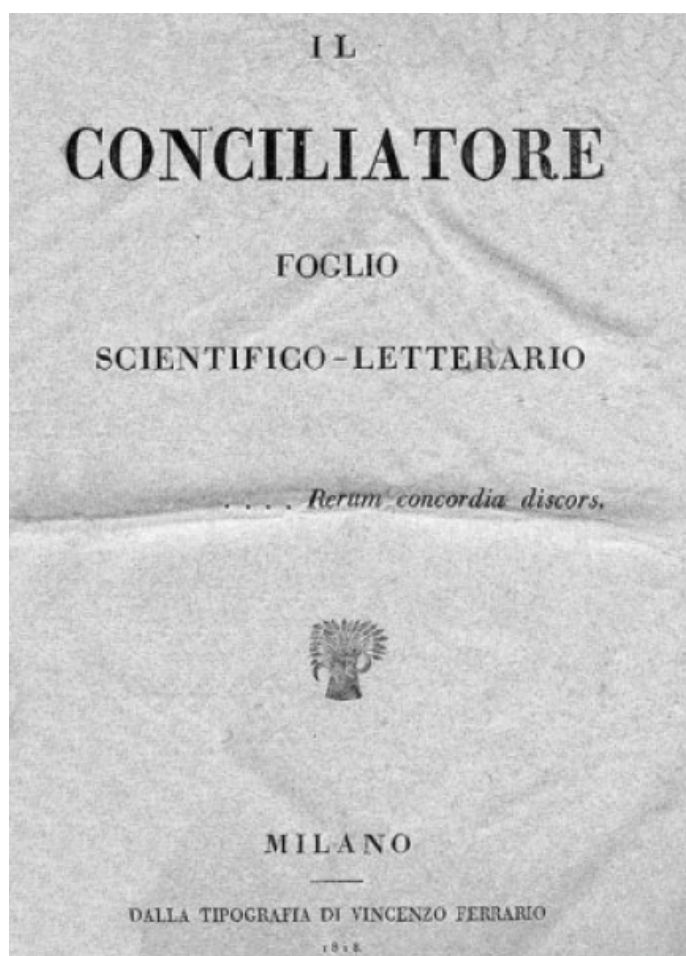 IL
CONCILIATORE
FOGLIO
SCIENTIFICO-LETTERARIO
.... Rerum concordia discors.
MILANO
DALLA TIPOGRAFIA DI VINCENZO FERRARIO
1818.